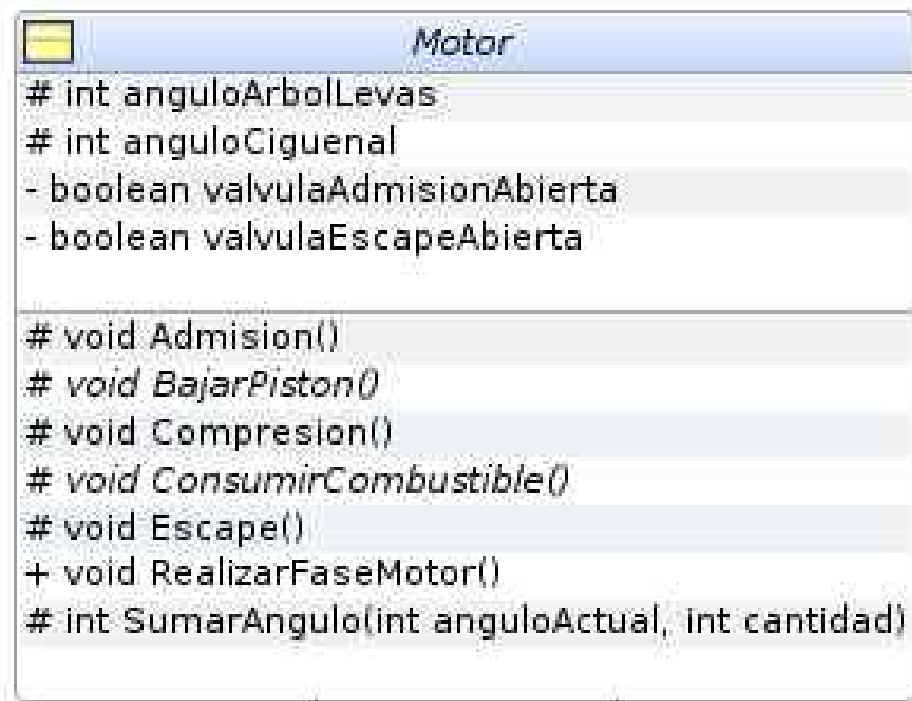 Motor
# int anguloArbolLevas
# int anguloCiguenal
- boolean valvulaAdmisionAbierta
- boolean valvulaEscapeAbierta
# void Admision()
# void BajarPiston()
# void Compresion()
# void ConsumirCombustible()
# void Escape()
+ void RealizarFaseMotor()
# int SumarAngulo(int anguloActual, int cantidad)